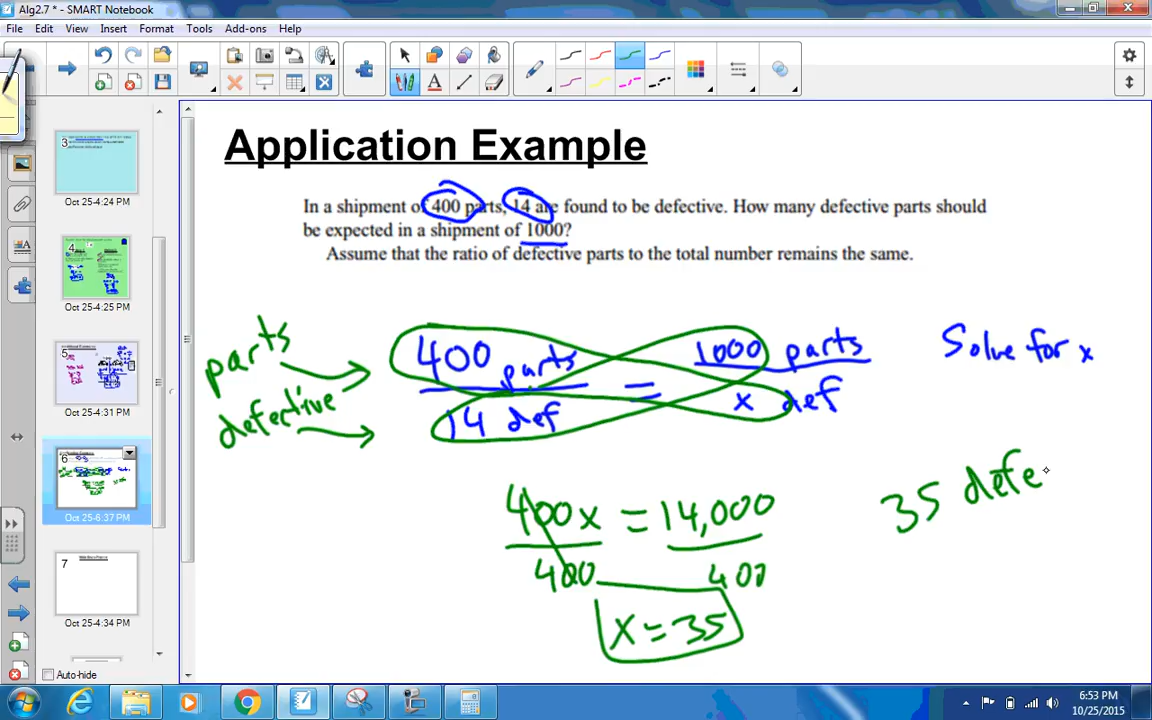 Alg2.7 * - SMART Notebook
File Edit View Insert Format Tools Add-ons Help
Application Example
In a shipment of 400 parts, 14 are found to be defective. How many defective parts should
be expected in a shipment of 1000?
Assume that the ratio of defective parts to the total number remains the same.
parts
defective
400 parts
14 def
=
1000 parts
x def
Solve for x
400x = 14,000
400 400
x = 35
35 defe
3
Oct 25-4:24 PM
4
Oct 25-4:25 PM
5
Oct 25-4:31 PM
6
Oct 25-6:37 PM
7
Oct 25-4:34 PM
Auto-hide
6:53 PM
10/25/2015